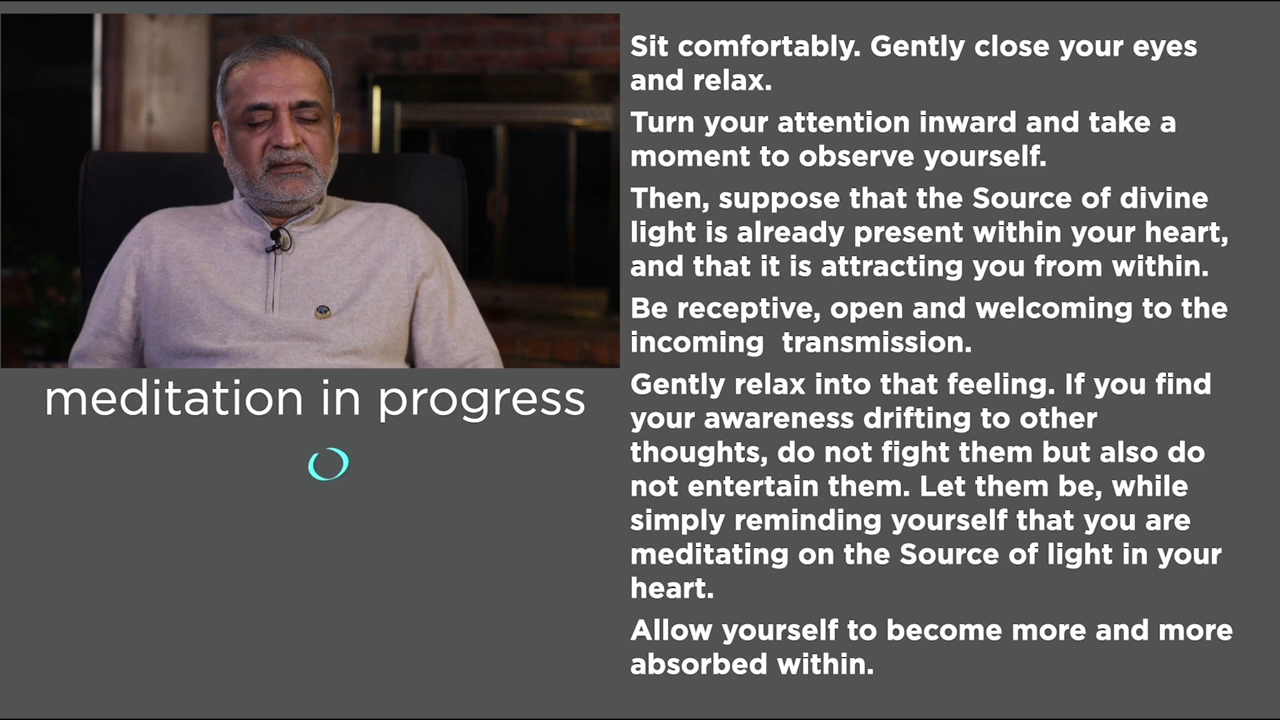 Sit comfortably. Gently close your eyes
and relax.
Turn your attention inward and take a
moment to observe yourself.
Then, suppose that the Source of divine
light is already present within your heart,
and that it is attracting you from within.
Be receptive, open and welcoming to the
incoming  transmission.
Gently relax into that feeling. If you find
your awareness drifting to other
thoughts, do not fight them but also do
not entertain them. Let them be, while
simply reminding yourself that you are
meditating on the Source of light in your
heart.
Allow yourself to become more and more
absorbed within.
meditation in progress